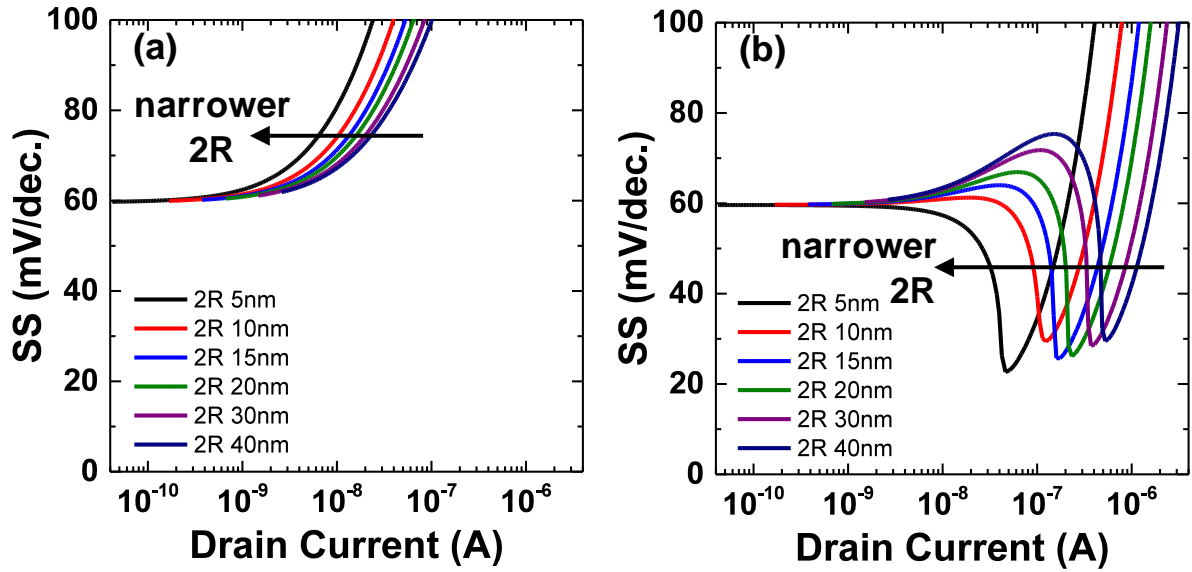 (a)
narrower
2R
2R 5nm
2R 10nm
2R 15nm
2R 20nm
2R 30nm
2R 40nm
SS (mV/dec.)
100
80
60
40
20
0
10^-10
10^-9
10^-8
10^-7
10^-6
Drain Current (A)
(b)
narrower
2R
2R 5nm
2R 10nm
2R 15nm
2R 20nm
2R 30nm
2R 40nm
SS (mV/dec.)
100
80
60
40
20
0
10^-10
10^-9
10^-8
10^-7
10^-6
Drain Current (A)